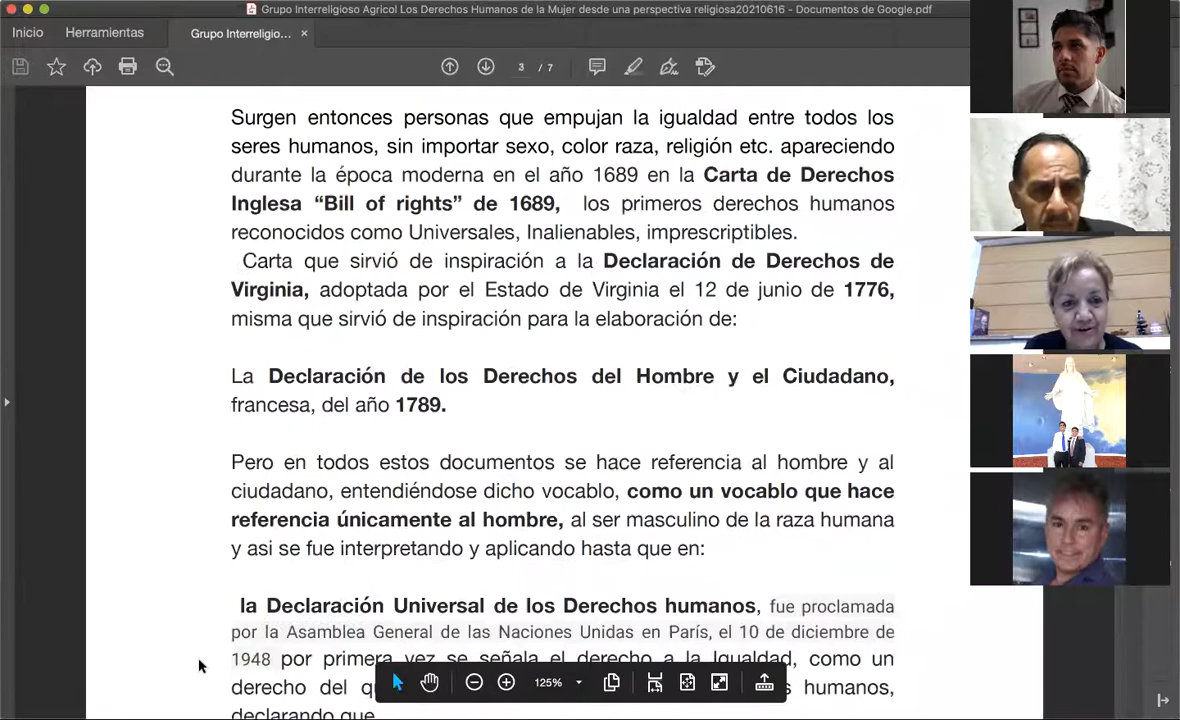 Grupo Interreligioso Agricol Los Derechos Humanos de la Mujer desde una perspectiva religiosa20210616 - Documentos de Google.pdf
Inicio Herramientas Grupo Interreligio... ×
3 / 7
Surgen entonces personas que empujan la igualdad entre todos los
seres humanos, sin importar sexo, color raza, religión etc. apareciendo
durante la época moderna en el año 1689 en la Carta de Derechos
Inglesa “Bill of rights” de 1689, los primeros derechos humanos
reconocidos como Universales, Inalienables, imprescriptibles.
Carta que sirvió de inspiración a la Declaración de Derechos de
Virginia, adoptada por el Estado de Virginia el 12 de junio de 1776,
misma que sirvió de inspiración para la elaboración de:
La Declaración de los Derechos del Hombre y el Ciudadano,
francesa, del año 1789.
Pero en todos estos documentos se hace referencia al hombre y al
ciudadano, entendiéndose dicho vocablo, como un vocablo que hace
referencia únicamente al hombre, al ser masculino de la raza humana
y asi se fue interpretando y aplicando hasta que en:
la Declaración Universal de los Derechos humanos, fue proclamada
por la Asamblea General de las Naciones Unidas en París, el 10 de diciembre de
1948 por primera vez se señala el derecho a la Igualdad, como un
derecho del humanos,
declarando que
125%